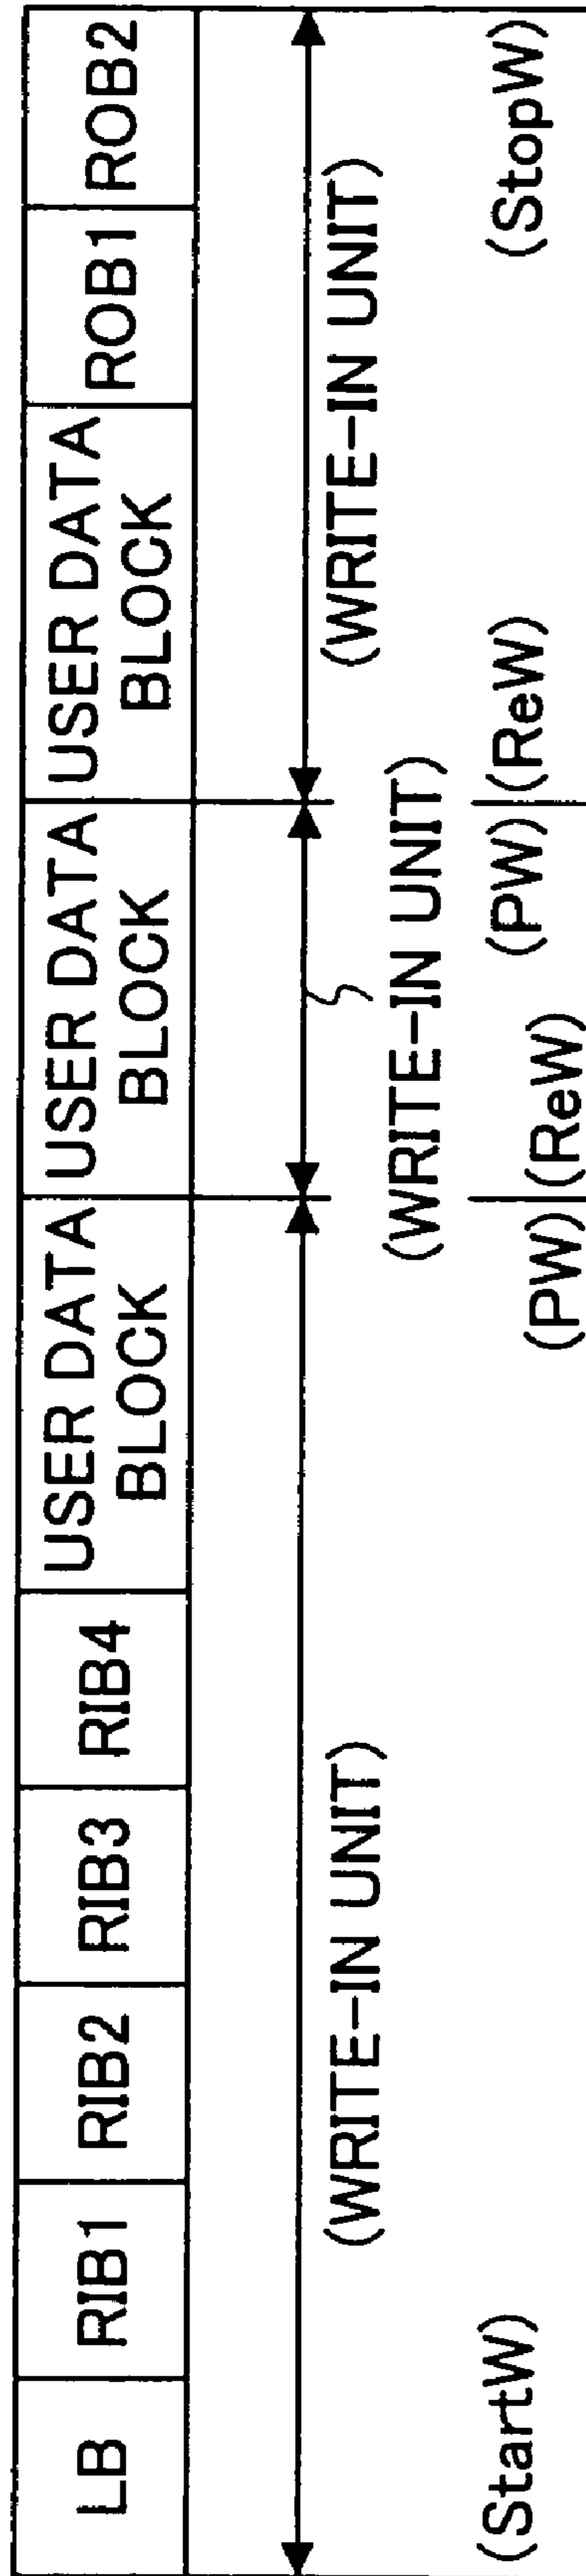 LB
RIB1
RIB2
RIB3
RIB4
USER DATA
BLOCK
USER DATA
BLOCK
USER DATA
BLOCK
ROB1
ROB2
(WRITE-IN UNIT)
(WRITE-IN UNIT)
(WRITE-IN UNIT)
(StartW)
(PW)
(ReW)
(PW)
(ReW)
(StopW)